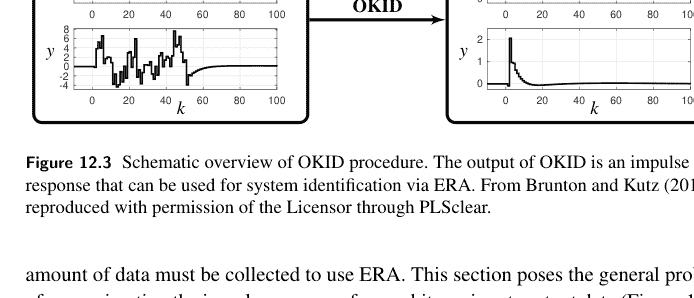 OKID
0 20 40 60 80 100
0 20 40 60 80 100
8
6
4
2
0
-2
-4
y
0 20 40 60 80 100
k
2
1
0
y
0 20 40 60 80 100
k
Figure 12.3 Schematic overview of OKID procedure. The output of OKID is an impulse
response that can be used for system identification via ERA. From Brunton and Kutz (201
reproduced with permission of the Licensor through PLSclear.
amount of data must be collected to use ERA. This section poses the general pro